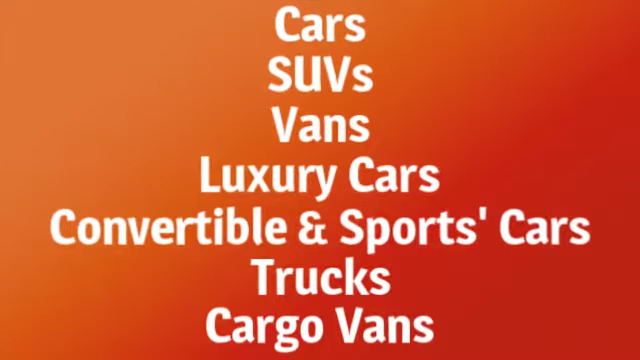 Cars
SUVs
Vans
Luxury Cars
Convertible & Sports' Cars
Trucks
Cargo Vans